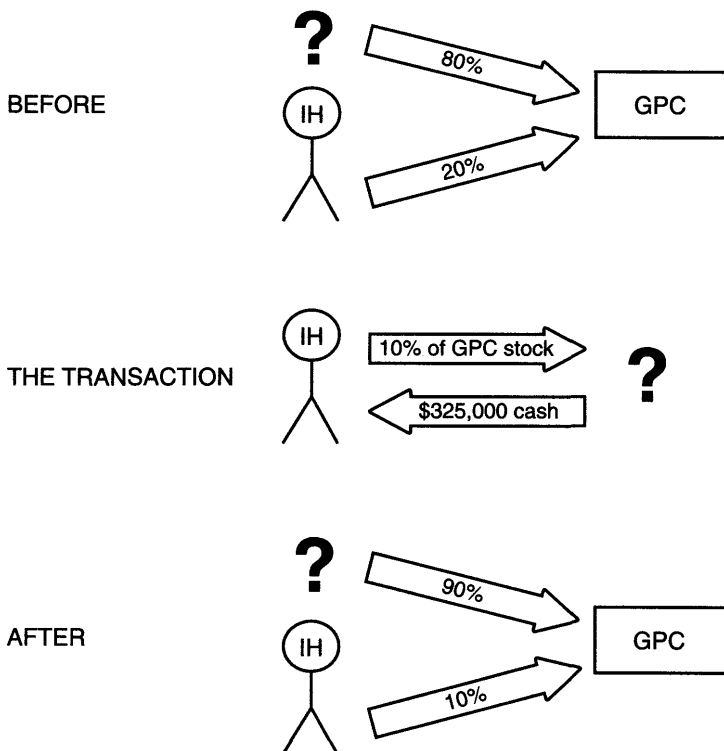 ?
80%
BEFORE
IH
GPC
20%
IH
10% of GPC stock
THE TRANSACTION
?
$325,000 cash
?
90%
AFTER
IH
GPC
10%